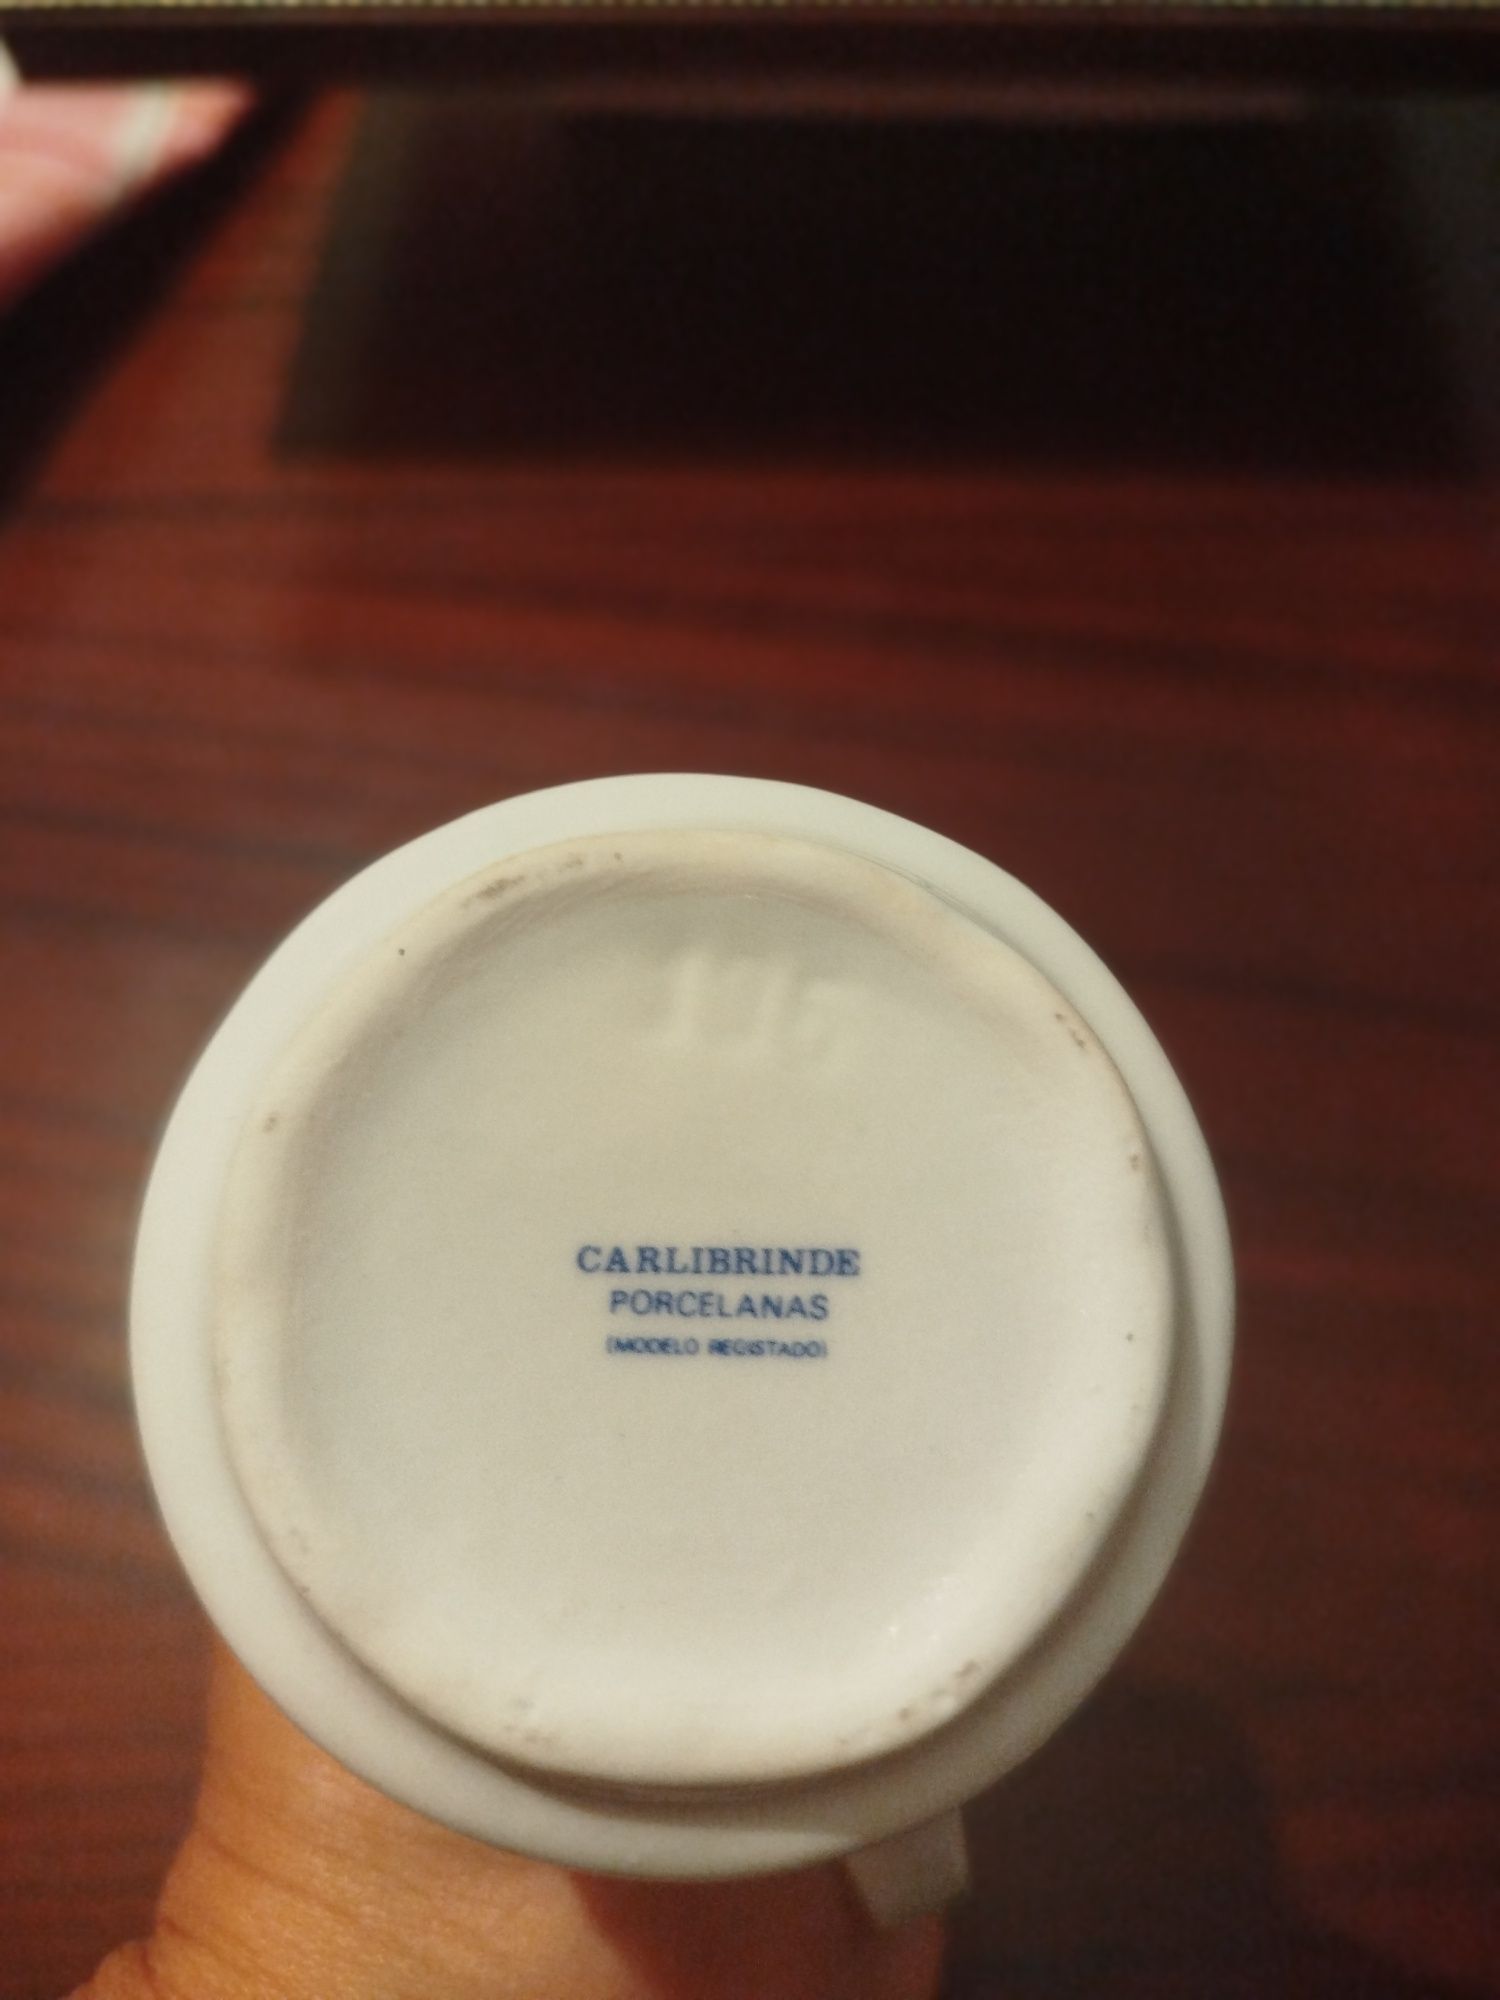 CARLIBRINDE
PORCELANAS
(MODELO REGISTADO)